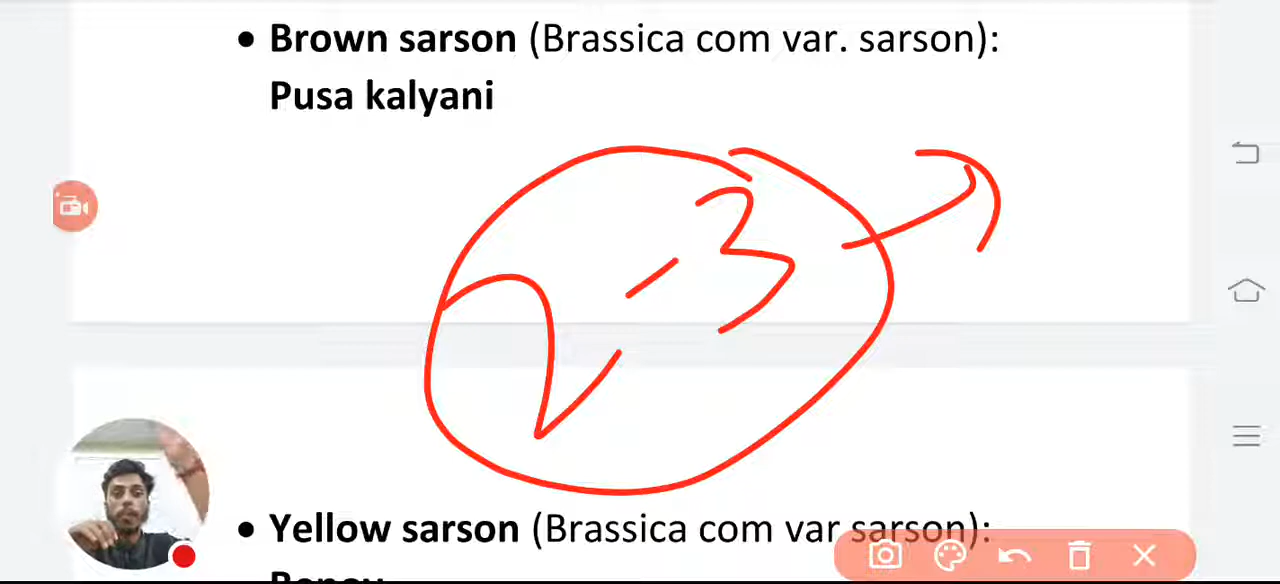 • Brown sarson (Brassica com var. sarson):
Pusa kalyani
2-3
• Yellow sarson (Brassica com var sarson):